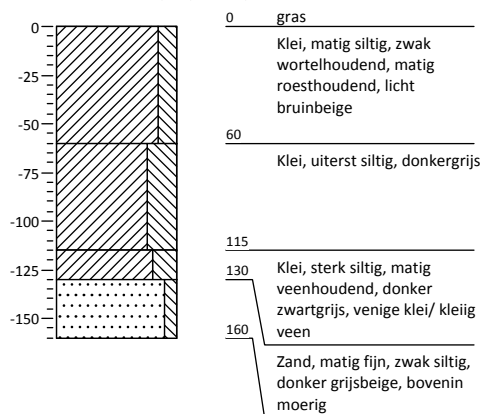 0
-25
-50
-75
-100
-125
-150
0 gras
Klei, matig siltig, zwak
wortelhoudend, matig
roesthoudend, licht
bruinbeige
60
Klei, uiterst siltig, donkergrijs
115
Klei, sterk siltig, matig
130
veenhoudend, donker
zwartgrijs, venige klei/ kleiig
veen
160
Zand, matig fijn, zwak siltig,
donker grijsbeige, bovenin
moerig